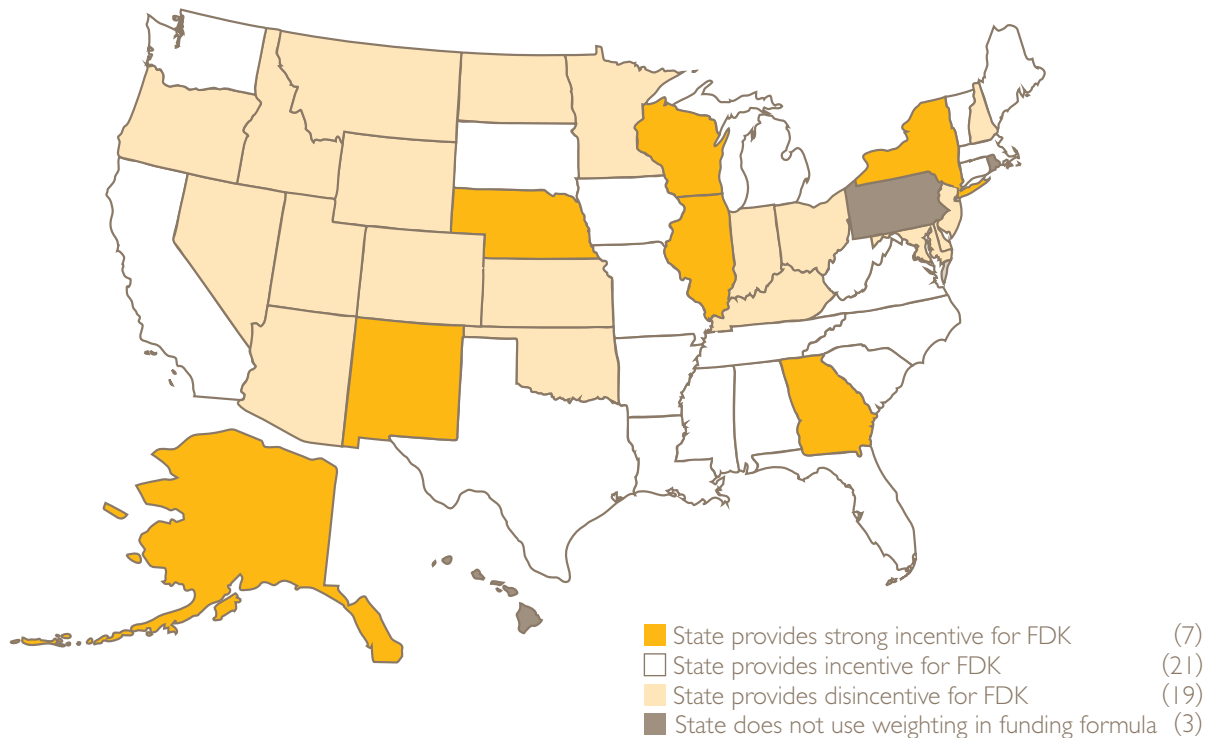 State provides strong incentive for FDK (7)
State provides incentive for FDK (21)
State provides disincentive for FDK (19)
State does not use weighting in funding formula (3)